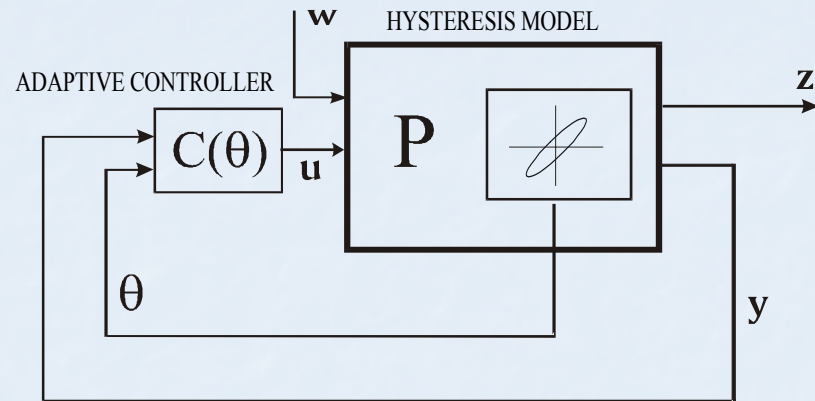 w
HYSTERESIS MODEL
ADAPTIVE CONTROLLER
z
C(θ)
P
u
θ
y